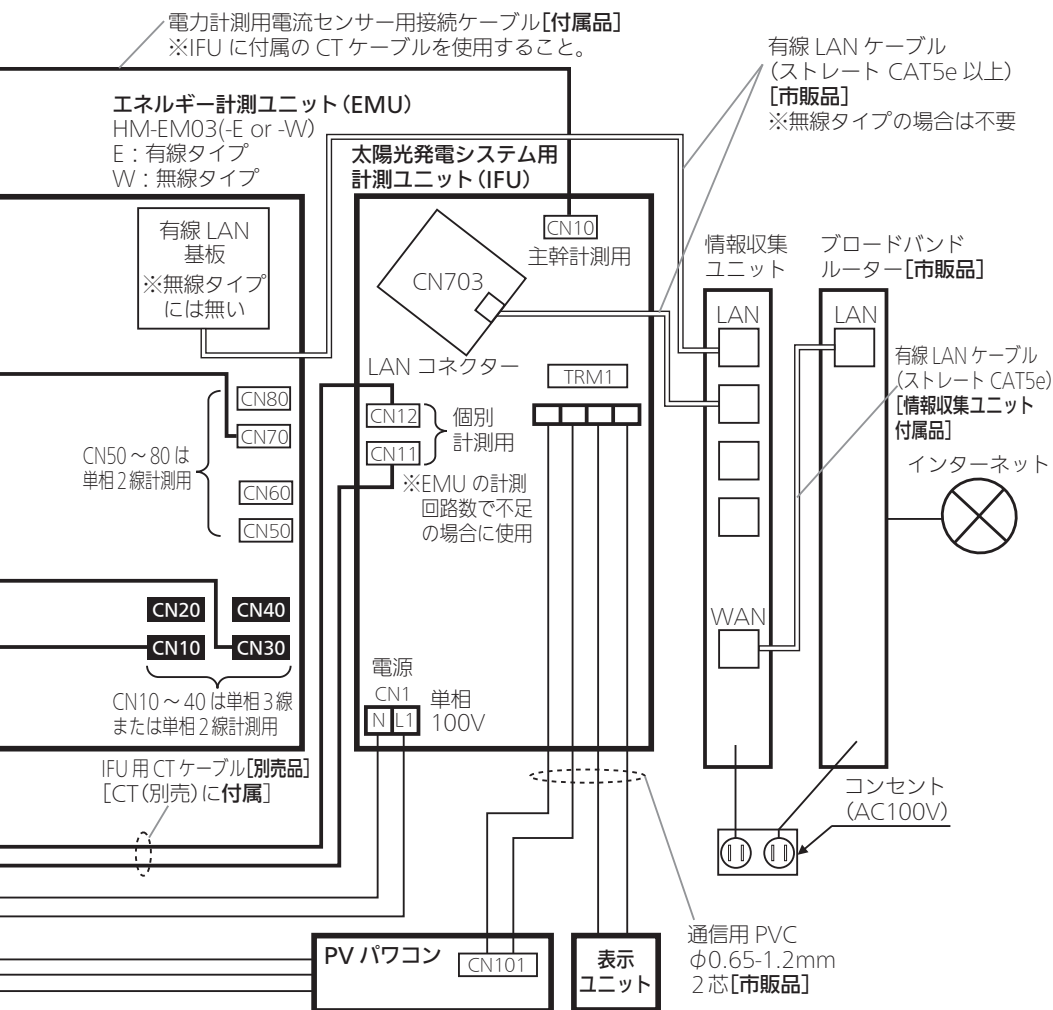 電力計測用電流センサー用接続ケーブル[付属品]
※IFUに付属のCTケーブルを使用すること。
有線LANケーブル
(ストレート CAT5e以上)
[市販品]
※無線タイプの場合は不要
エネルギー計測ユニット(EMU)
HM-EM03(-E or -W)
E:有線タイプ
W:無線タイプ
太陽光発電システム用
計測ユニット(IFU)
有線LAN
基板
※無線タイプ
には無い
CN10
主幹計測用
CN703
LANコネクター
TRM1
情報収集
ユニット
ブロードバンド
ルーター[市販品]
LAN
LAN
有線LANケーブル
(ストレートCAT5e)
[情報収集ユニット
付属品]
インターネット
CN80
CN70
CN50～80は
単相2線計測用
CN60
CN50
CN12
CN11
個別
計測用
※EMUの計測
回路数で不足
の場合に使用
CN20
CN40
CN10
CN30
CN10～40は単相3線
または単相2線計測用
WAN
電源
CN1
N
L1
単相
100V
IFU用CTケーブル[別売品]
[CT(別売)に付属]
コンセント
(AC100V)
PVパワコン
CN101
表示
ユニット
通信用PVC
φ0.65-1.2mm
2芯[市販品]